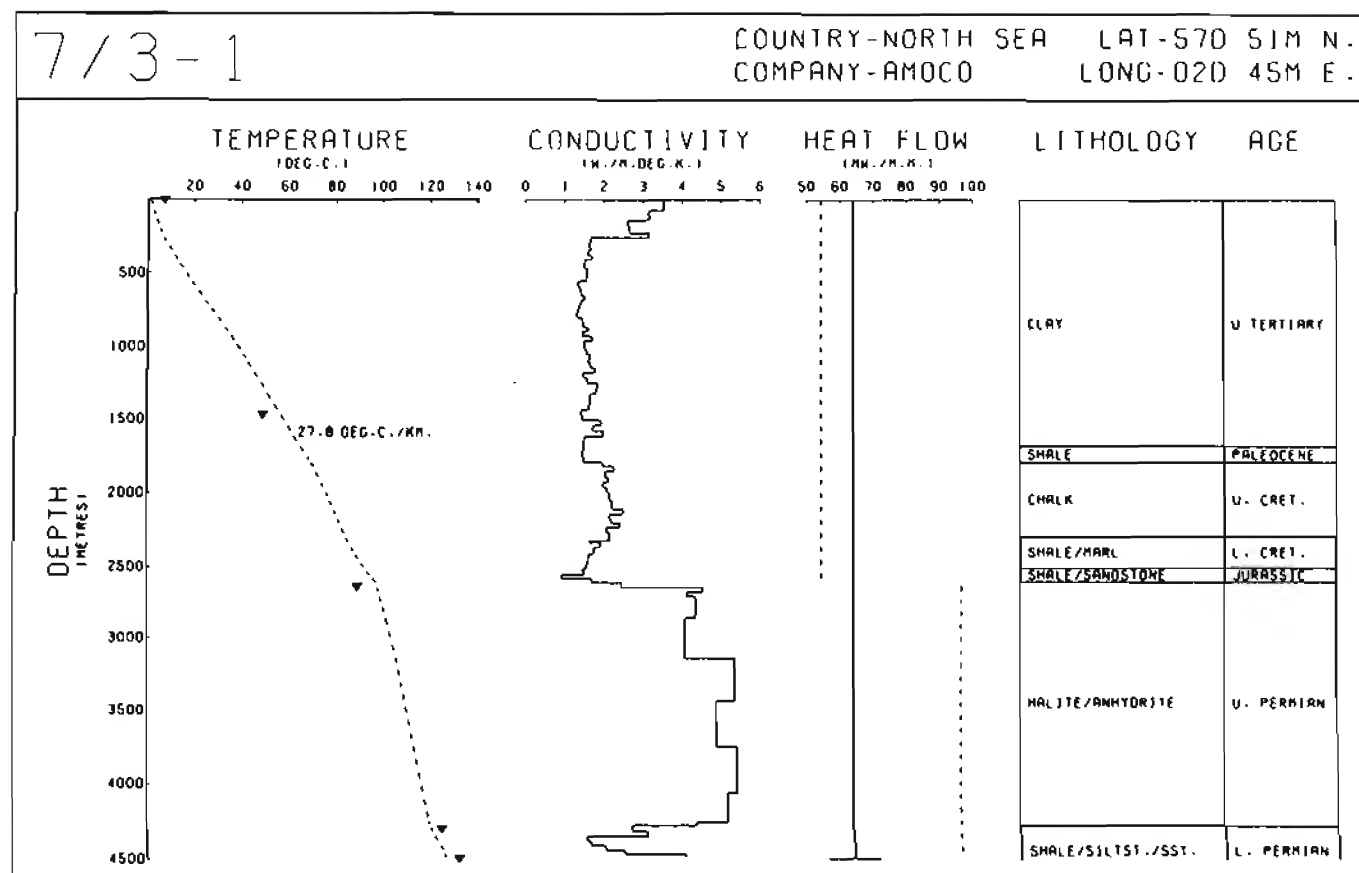 7/3-1
COUNTRY-NORTH SEA LAT-57D 51M N.
COMPANY-AMOCO LONG-02D 45M E.
TEMPERATURE CONDUCTIVITY HEAT FLOW LITHOLOGY AGE
(DEG.C.) (W./M.DEG.K.) (MW./M.M.)
20 40 60 80 100 120 140 0 1 2 3 4 5 6 50 60 70 80 90 100
DEPTH
(METRES)
500
1000
1500
2000
2500
3000
3500
4000
4500
27.8 DEG.C./KM.
CLAY U TERTIARY
SHALE PALEOCENE
CHALK U. CRET.
SHALE/MARL L. CRET.
SHALE/SANDSTONE JURASSIC
HALITE/ANHYDRITE U. PERMIAN
SHALE/SILTST./SST. L. PERMIAN